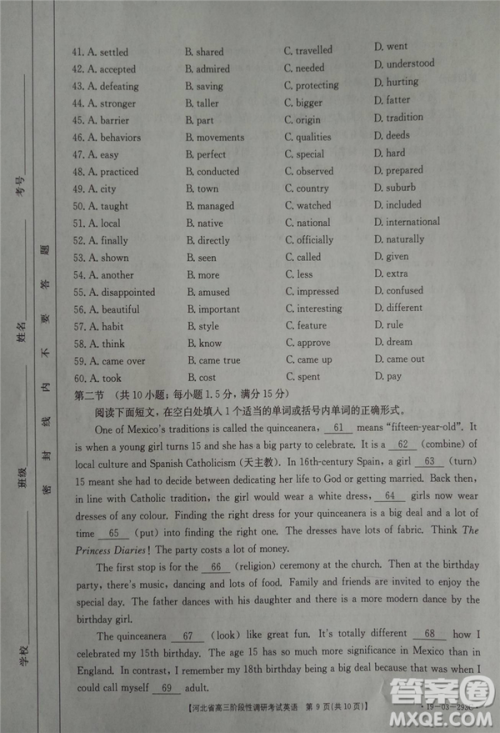 41. A. settled B. shared C. travelled D. went
42. A. accepted B. admired C. needed D. understood
43. A. defeating B. saving C. protecting D. hurting
44. A. stronger B. taller C. bigger D. fatter
45. A. barrier B. part C. origin D. tradition
46. A. behaviors B. movements C. qualities D. deeds
47. A. easy B. perfect C. special D. hard
48. A. practiced B. conducted C. observed D. prepared
49. A. city B. town C. country D. suburb
50. A. taught B. managed C. owned D. had
51. A. local B. native C. national D. international
52. A. finally B. directly C. shortly D. naturally
53. A. shown B. seen C. given D. called
54. A. another B. more C. extra D. pay
55. A. disappointed B. amused C. impressed D. confused
56. A. beautiful B. important C. interesting D. different
57. A. habit B. style C. feature D. rule
58. A. think B. know C. admit D. believe
59. A. came over B. came true C. came up D. came out
60. A. took B. cost C. paid D. spent
第二节 (共10小题;每小题1.5分,满分15分)
阅读下面短文,在空白处填入1个适当的单词或括号内单词的正确形式。
One of Mexico's traditions is called the quinceanera, 61 means "fifteen-year-old". It
is when a young girl turns 15 and she has a big party to celebrate. It is a 62 (combine) of
local culture and Spanish Catholicism (天主教). In 16th-century Spain, a girl 63 (turn)
15 meant she had to decide between dedicating her life to God or getting married. Back then,
in line with Catholic tradition, the girl would wear a white dress, 64 girls now wear
dresses of any colour. Finding the right dress for your quinceanera is a big deal and a lot of
time is 65 (put) into finding it. The dresses have lots of fabric. Think The
Princess Diaries! The party costs a lot of money.
The first stop is for the 66 (religion) ceremony at the church. Then at the birthday
party, there's music, dancing and lots of food. Family and friends are invited to enjoy the
special day. The father dances with his daughter and there is a more modern dance by the
birthday girl.
The quinceanera 67 (look) like great fun. It was really different to 68 how I
celebrated my 15th birthday. The 15 age seems so much more significant in Mexico than in
England. In contrast, I remember my 18th birthday being a big deal because that was when I
could call myself 69 adult.
【河北省高三阶段性调研考试英语 第9页(共10页)】
考号
姓名
班级
学校
密封线内不要答题
答案圈
MXQE.COM